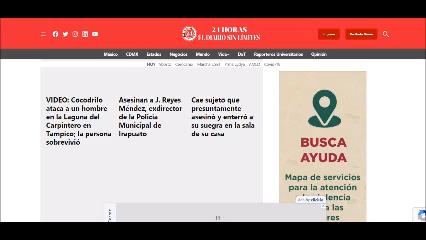 24 HORAS
EL DIARIO SIN LÍMITES
México CDMX Estados Negocios Mundo Vida+ DxT Reporteros Universitarios Opinión
HOY
VIDEO: Cocodrilo
ataca a un hombre
en la Laguna del
Carpintero en
Tampico; la persona
sobrevivió
Asesinan a J. Reyes
Méndez, exdirector
de la Policía
Municipal de
Irapuato
Cae sujeto que
presuntamente
asesinó y enterró a
su suegra en la sala
de su casa
BUSCA
AYUDA
Mapa de servicios
para la atención